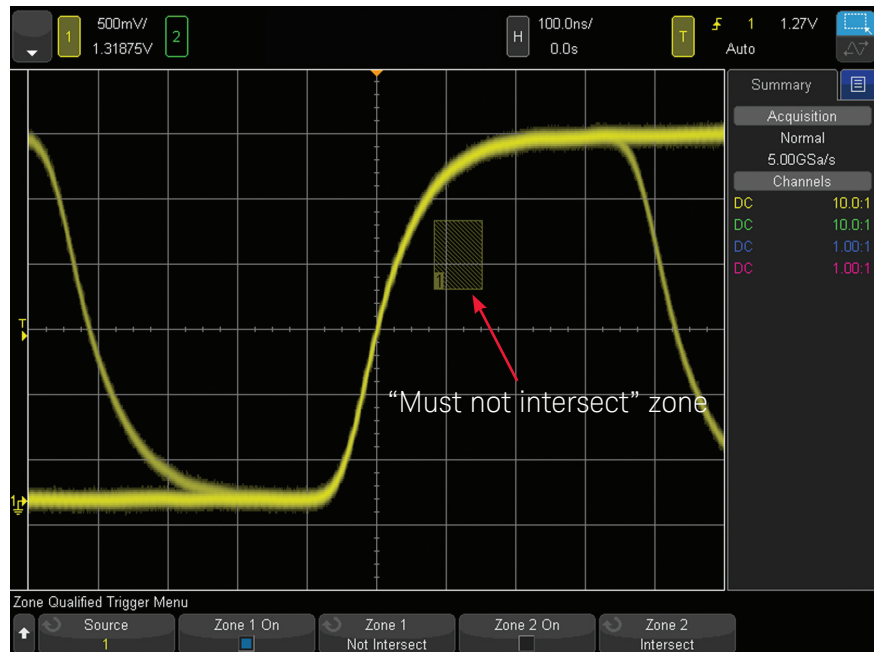 1
500mV/
1.31875V
2
H
100.0ns/
0.0s
T
1
1.27V
Auto
Summary
Acquisition
Normal
5.00GSa/s
Channels
DC 10.0:1
DC 10.0:1
DC 1.00:1
DC 1.00:1
1
T
“Must not intersect” zone
1
Zone Qualified Trigger Menu
Source
1
Zone 1 On
Zone 1
Not Intersect
Zone 2 On
Zone 2
Intersect